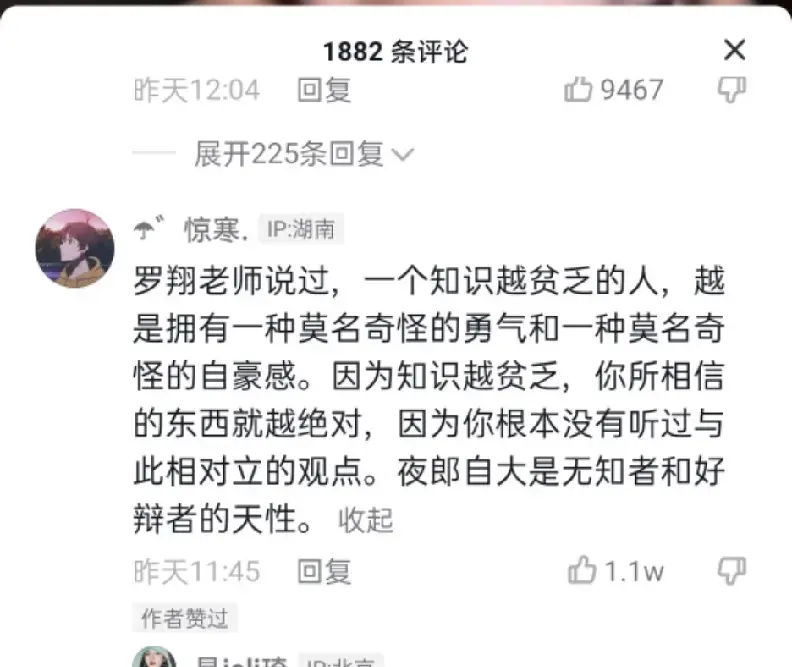 1882 条评论
昨天12:04 回复 9467
展开225条回复
惊寒. IP:湖南
罗翔老师说过，一个知识越贫乏的人，越
是拥有一种莫名奇怪的勇气和一种莫名奇
怪的自豪感。因为知识越贫乏，你所相信
的东西就越绝对，因为你根本没有听过与
此相对立的观点。夜郎自大是无知者和好
辩者的天性。 收起
昨天11:45 回复 1.1w
作者赞过
IP:北京